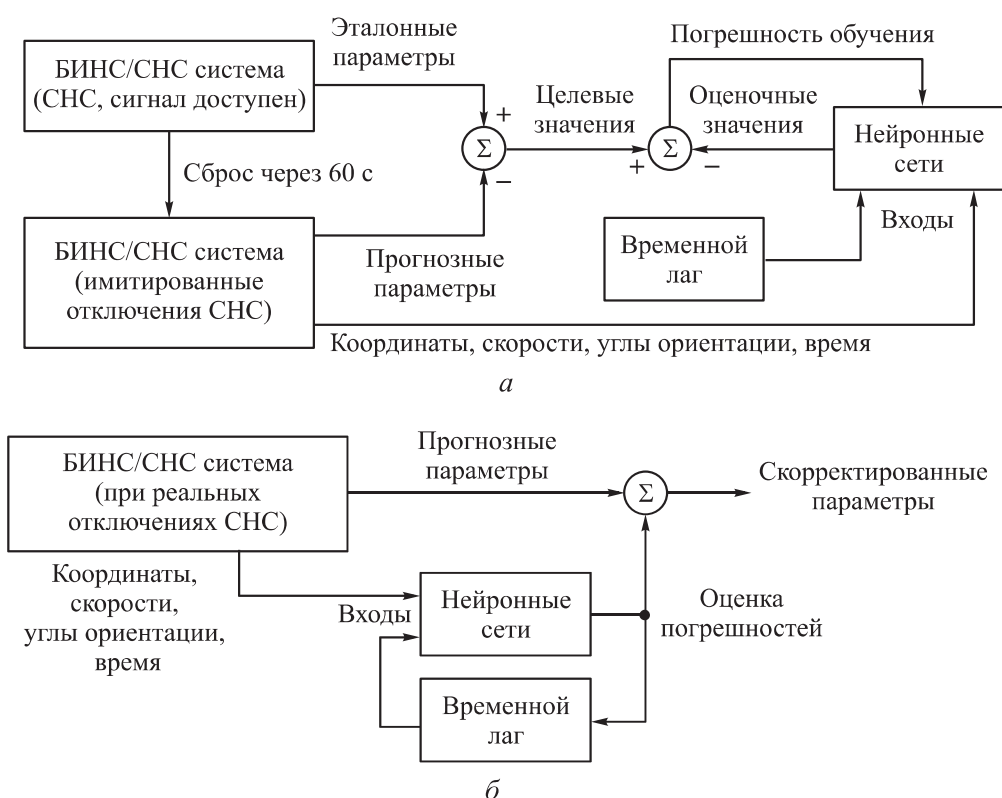 Эталонные
параметры
БИНС/СНС система
(СНС, сигнал доступен)
Сброс через 60 с
БИНС/СНС система
(имитированные
отключения СНС)
+
Σ
−
Прогнозные
параметры
Целевые
значения
+
Σ
−
Погрешность обучения
Оценочные
значения
Нейронные
сети
Входы
Временной
лаг
Координаты, скорости, углы ориентации, время
а
БИНС/СНС система
(при реальных
отключениях СНС)
Прогнозные
параметры
Σ
Скорректированные
параметры
Координаты,
скорости,
углы ориентации,
время
Входы
Нейронные
сети
Оценка
погрешностей
Временной
лаг
б